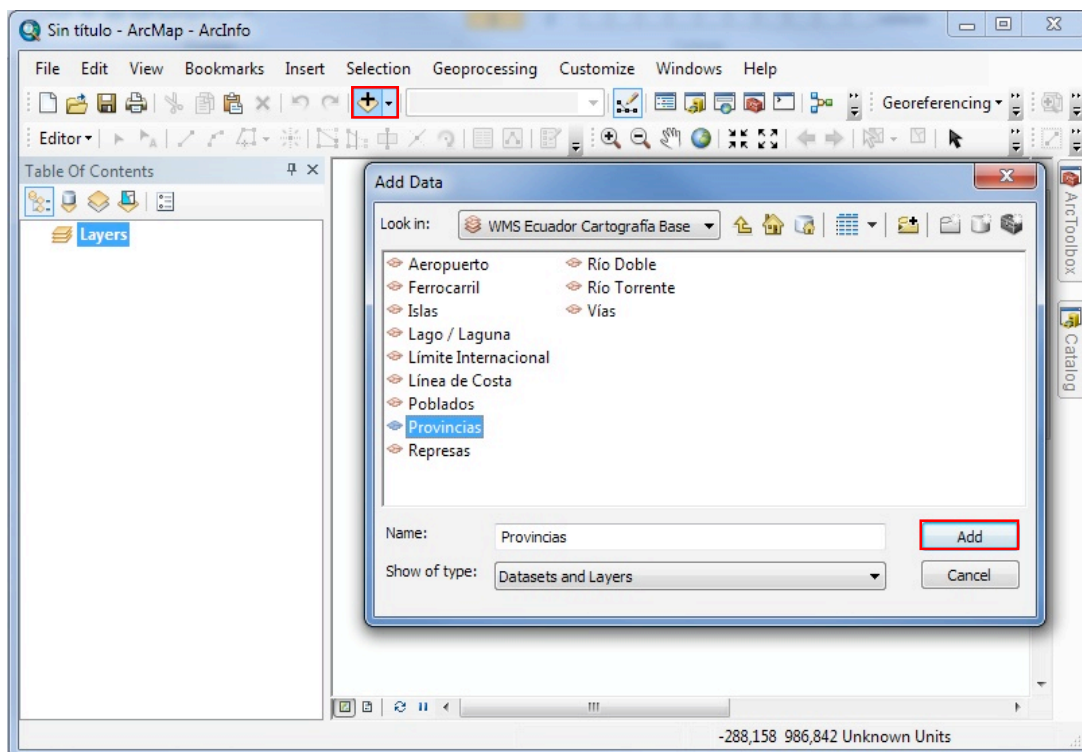 Sin título - ArcMap - ArcInfo
File Edit View Bookmarks Insert Selection Geoprocessing Customize Windows Help
Georeferencing
Editor
Table Of Contents
Layers
Add Data
Look in: WMS Ecuador Cartografía Base
Aeropuerto
Ferrocarril
Islas
Lago / Laguna
Límite Internacional
Línea de Costa
Poblados
Provincias
Represas
Río Doble
Río Torrente
Vías
Name: Provincias
Add
Show of type: Datasets and Layers
Cancel
ArcToolbox
Catalog
-288,158 986,842 Unknown Units